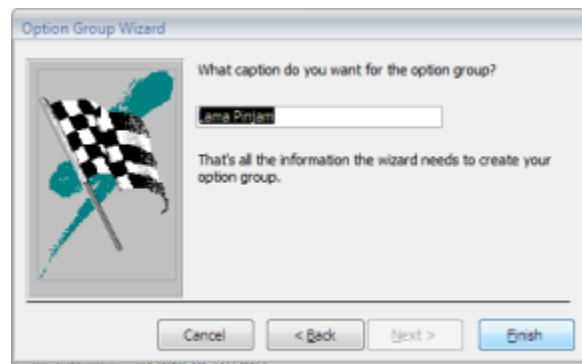 Option Group Wizard
What caption do you want for the option group?
Lama Pinjam
That's all the information the wizard needs to create your
option group.
Cancel
< Back
Next >
Finish